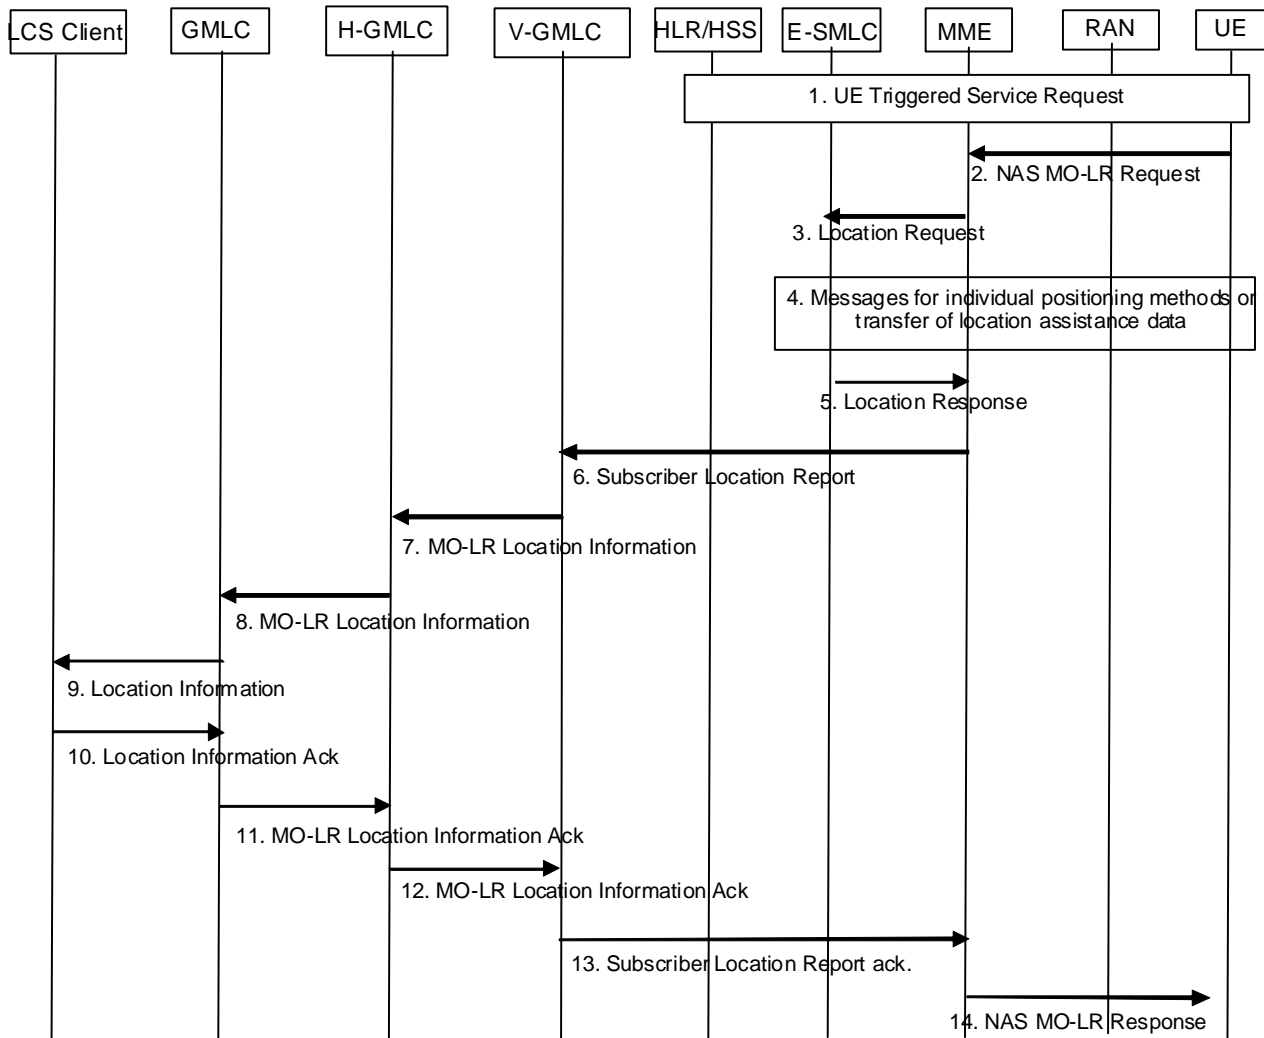 LCS Client
GMLC
H-GMLC
V-GMLC
HLR/HSS
E-SMLC
MME
RAN
UE
1. UE Triggered Service Request
2. NAS MO-LR Request
3. Location Request
4. Messages for individual positioning methods or
transfer of location assistance data
5. Location Response
6. Subscriber Location Report
7. MO-LR Location Information
8. MO-LR Location Information
9. Location Information
10. Location Information Ack
11. MO-LR Location Information Ack
12. MO-LR Location Information Ack
13. Subscriber Location Report ack.
14. NAS MO-LR Response